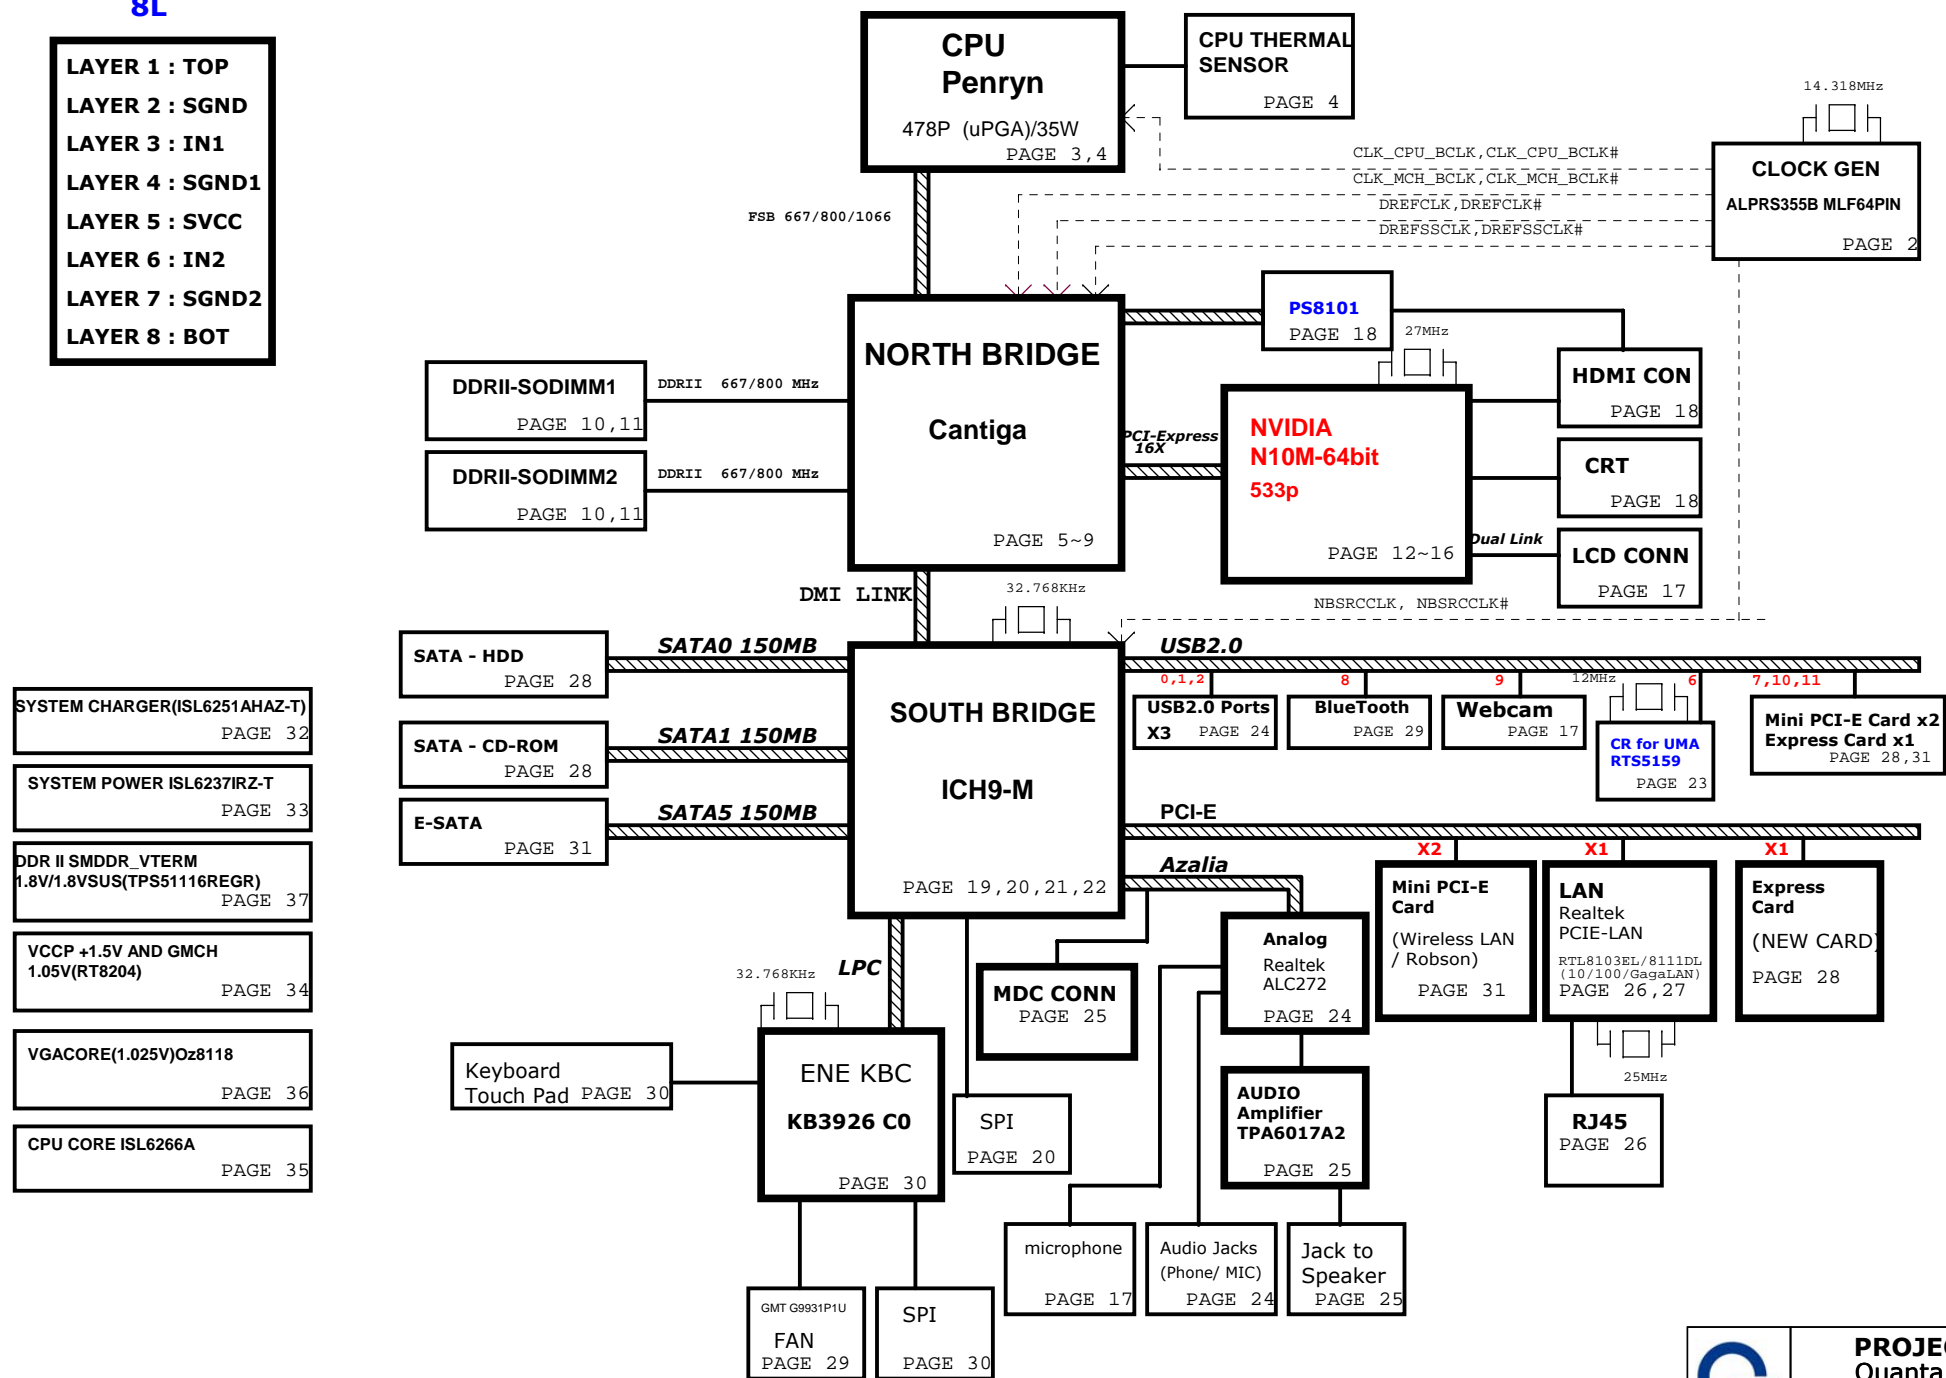 8L
LAYER 1 : TOP
LAYER 2 : SGND
LAYER 3 : IN1
LAYER 4 : SGND1
LAYER 5 : SVCC
LAYER 6 : IN2
LAYER 7 : SGND2
LAYER 8 : BOT
CPU
Penryn
478P (uPGA)/35W
PAGE 3,4
CPU THERMAL
SENSOR
PAGE 4
14.318MHz
CLOCK GEN
ALPRS355B MLF64PIN
PAGE 2
CLK_CPU_BCLK,CLK_CPU_BCLK#
CLK_MCH_BCLK,CLK_MCH_BCLK#
DREFCLK,DREFCLK#
DREFSSCLK,DREFSSCLK#
FSB 667/800/1066
NORTH BRIDGE
Cantiga
PAGE 5~9
DDRII-SODIMM1
PAGE 10,11
DDRII 667/800 MHz
DDRII-SODIMM2
PAGE 10,11
DDRII 667/800 MHz
PS8101
PAGE 18
27MHz
HDMI CON
PAGE 18
PCI-Express
16X
NVIDIA
N10M-64bit
533p
PAGE 12~16
CRT
PAGE 18
Dual Link
LCD CONN
PAGE 17
NBSRCCLK, NBSRCCLK#
DMI LINK
32.768KHz
SATA - HDD
PAGE 28
SATA0 150MB
SATA - CD-ROM
PAGE 28
SATA1 150MB
E-SATA
PAGE 31
SATA5 150MB
SOUTH BRIDGE
ICH9-M
PAGE 19,20,21,22
USB2.0
0,1,2
8
9
12MHz
6
7,10,11
USB2.0 Ports
X3 PAGE 24
BlueTooth
PAGE 29
Webcam
PAGE 17
CR for UMA
RTS5159
PAGE 23
Mini PCI-E Card x2
Express Card x1
PAGE 28,31
PCI-E
X2
X1
X1
Mini PCI-E
Card
(Wireless LAN
/ Robson)
PAGE 31
LAN
Realtek
PCIE-LAN
RTL8103EL/8111DL
(10/100/GagaLAN)
PAGE 26,27
Express
Card
(NEW CARD)
PAGE 28
25MHz
RJ45
PAGE 26
Azalia
Analog
Realtek
ALC272
PAGE 24
MDC CONN
PAGE 25
AUDIO
Amplifier
TPA6017A2
PAGE 25
LPC
32.768KHz
ENE KBC
KB3926 C0
PAGE 30
Keyboard
Touch Pad PAGE 30
SPI
PAGE 20
microphone
PAGE 17
Audio Jacks
(Phone/ MIC)
PAGE 24
Jack to
Speaker
PAGE 25
GMT G9931P1U
FAN
PAGE 29
SPI
PAGE 30
SYSTEM CHARGER(ISL6251AHAZ-T)
PAGE 32
SYSTEM POWER ISL6237IRZ-T
PAGE 33
DDR II SMDDR_VTERM
1.8V/1.8VSUS(TPS51116REGR)
PAGE 37
VCCP +1.5V AND GMCH
1.05V(RT8204)
PAGE 34
VGACORE(1.025V)Oz8118
PAGE 36
CPU CORE ISL6266A
PAGE 35
Quanta